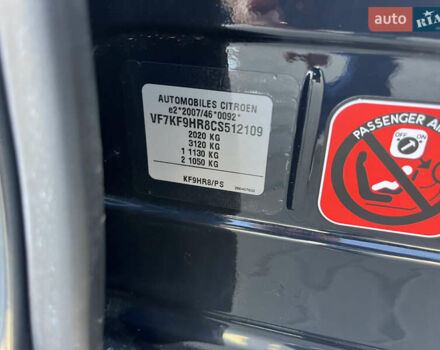 auto RIA
AUTOMOBILES CITROEN
e2*2007/46*0092*
VF7KF9HR8CS512109
2020 KG
3120 KG
1 1130 KG
2 1050 KG
KF9HR8/PS
PASSENGER AI
OFF
ON